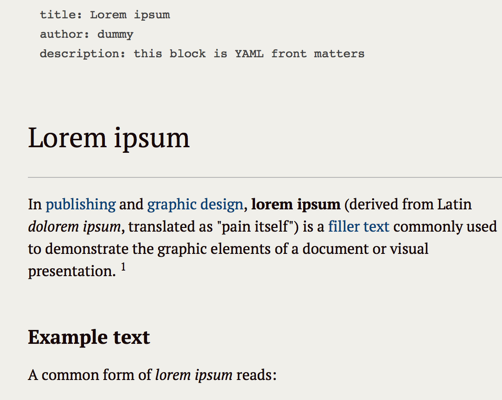 title: Lorem ipsum
author: dummy
description: this block is YAML front matters
Lorem ipsum
In publishing and graphic design, lorem ipsum (derived from Latin
dolorem ipsum, translated as "pain itself") is a filler text commonly used
to demonstrate the graphic elements of a document or visual
presentation. 1
Example text
A common form of lorem ipsum reads: